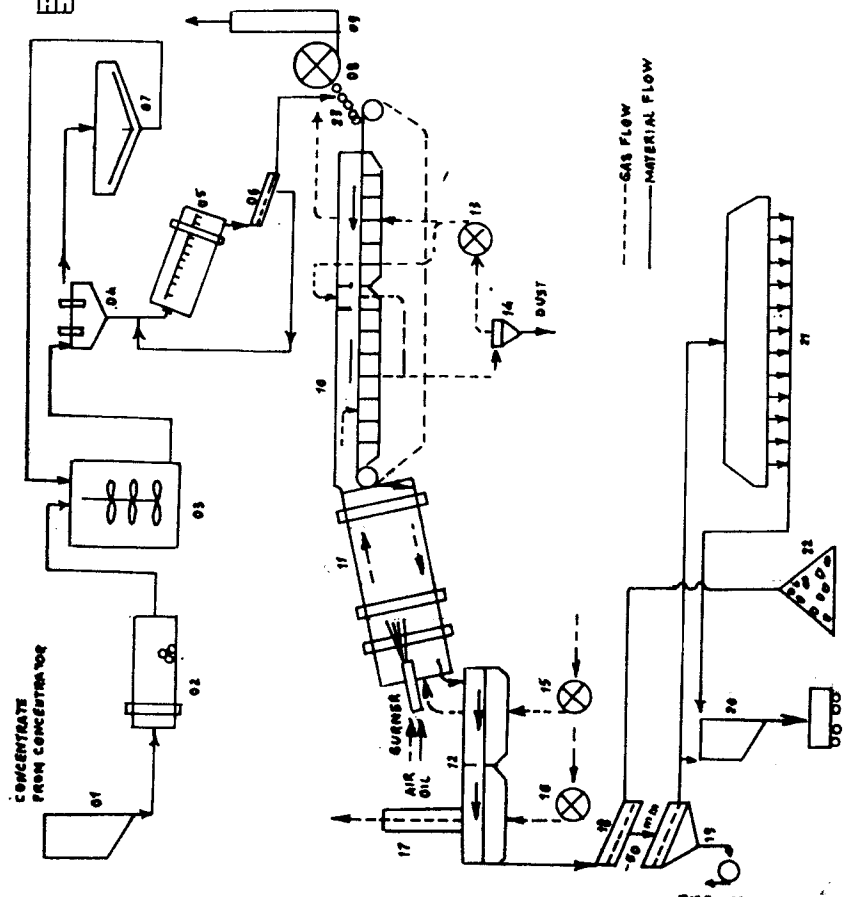 CONCENTRATE
FROM CONCENTRATOR
01
02
03
04
05
06
07
08
09
23
10
11
13
14
DUST
BURNER
AIR
OIL
12
15
16
17
18
19
20
21
22
---- GAS FLOW
—— MATERIAL FLOW